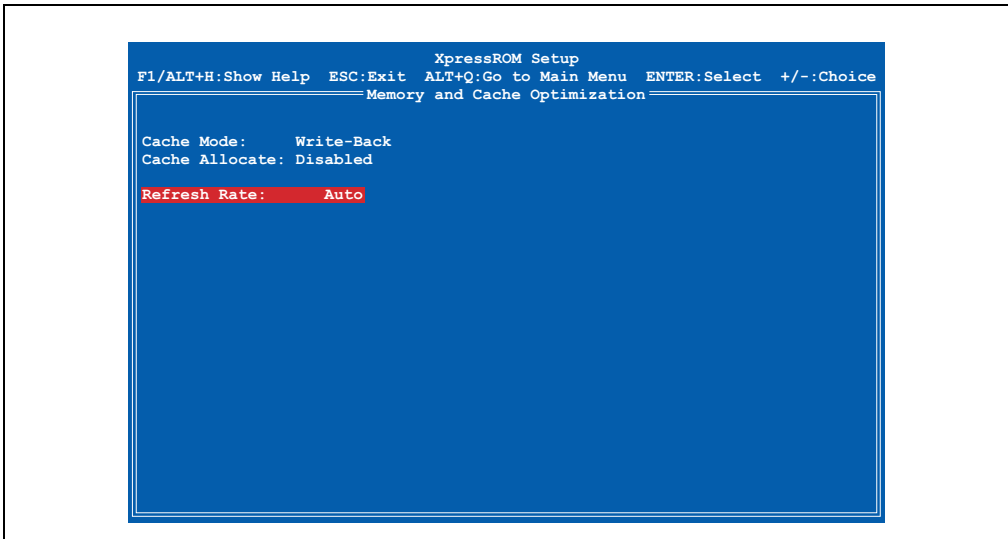 XpressROM Setup
F1/ALT+H:Show Help ESC:Exit ALT+Q:Go to Main Menu ENTER:Select +/-:Choice
Memory and Cache Optimization
Cache Mode: Write-Back
Cache Allocate: Disabled
Refresh Rate: Auto